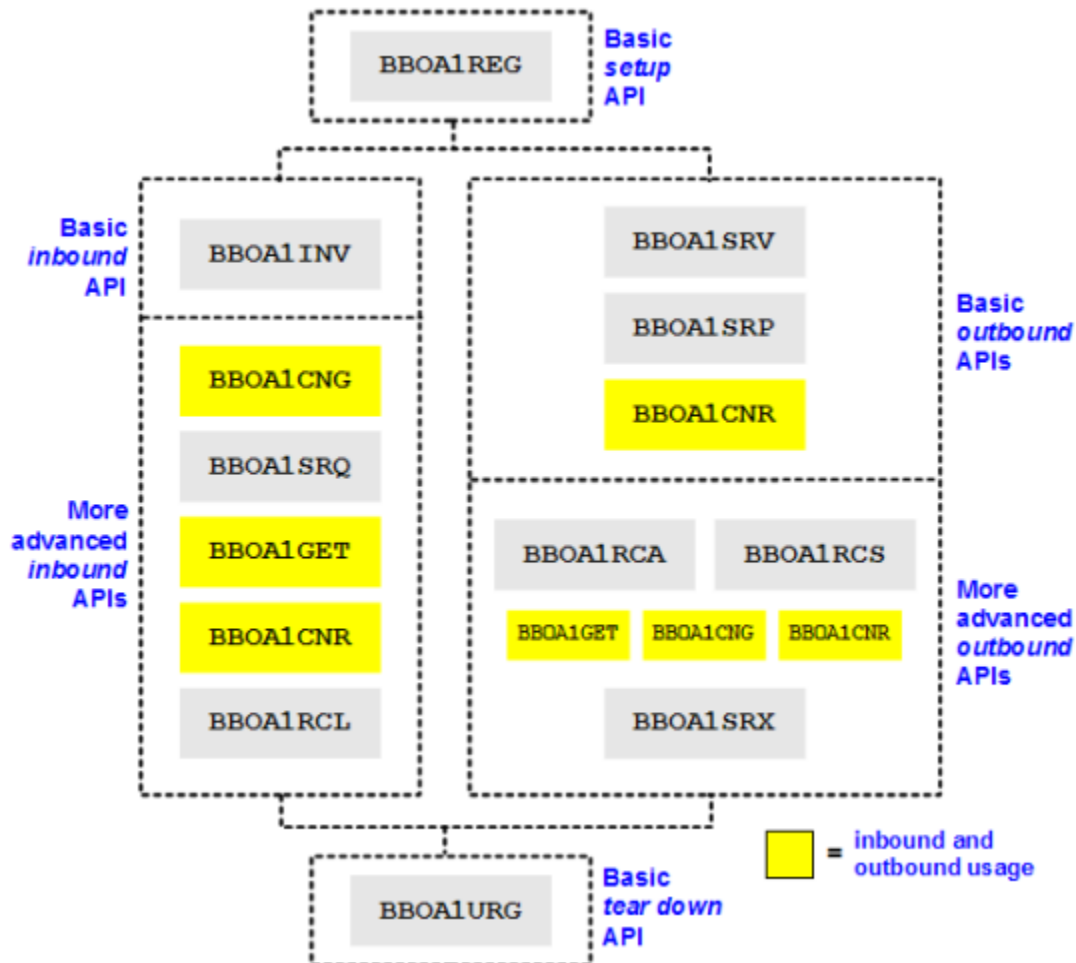 BBOA1REG
Basic
setup
API
Basic
inbound
API
BBOA1INV
More
advanced
inbound
APIs
BBOA1CNG
BBOA1SRQ
BBOA1GET
BBOA1CNR
BBOA1RCL
BBOA1SRV
BBOA1SRP
BBOA1CNR
Basic
outbound
APIs
BBOA1RCA BBOA1RCS
BBOA1GET BBOA1CNG BBOA1CNR
BBOA1SRX
More
advanced
outbound
APIs
BBOA1URG
Basic
tear down
API
= inbound and
outbound usage